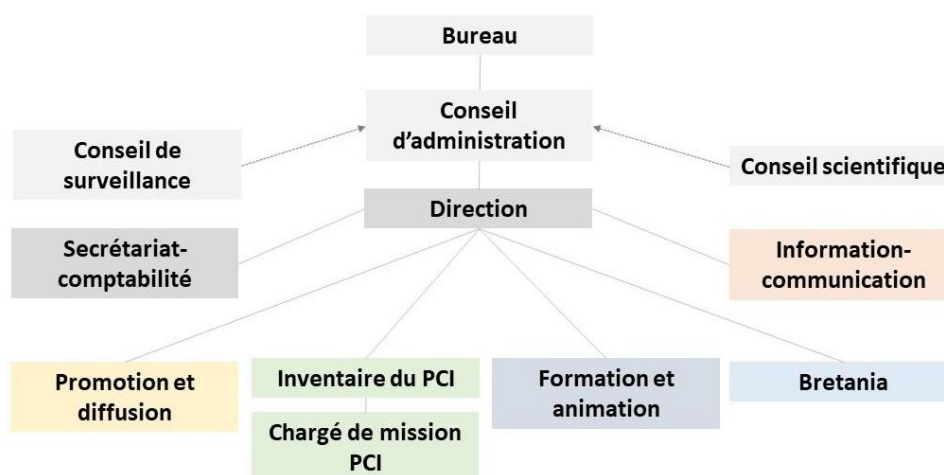 Bureau
Conseil
d'administration
Conseil de
surveillance
Conseil scientifique
Direction
Secrétariat-
comptabilité
Information-
communication
Promotion et
diffusion
Inventaire du PCI
Chargé de mission
PCI
Formation et
animation
Bretania